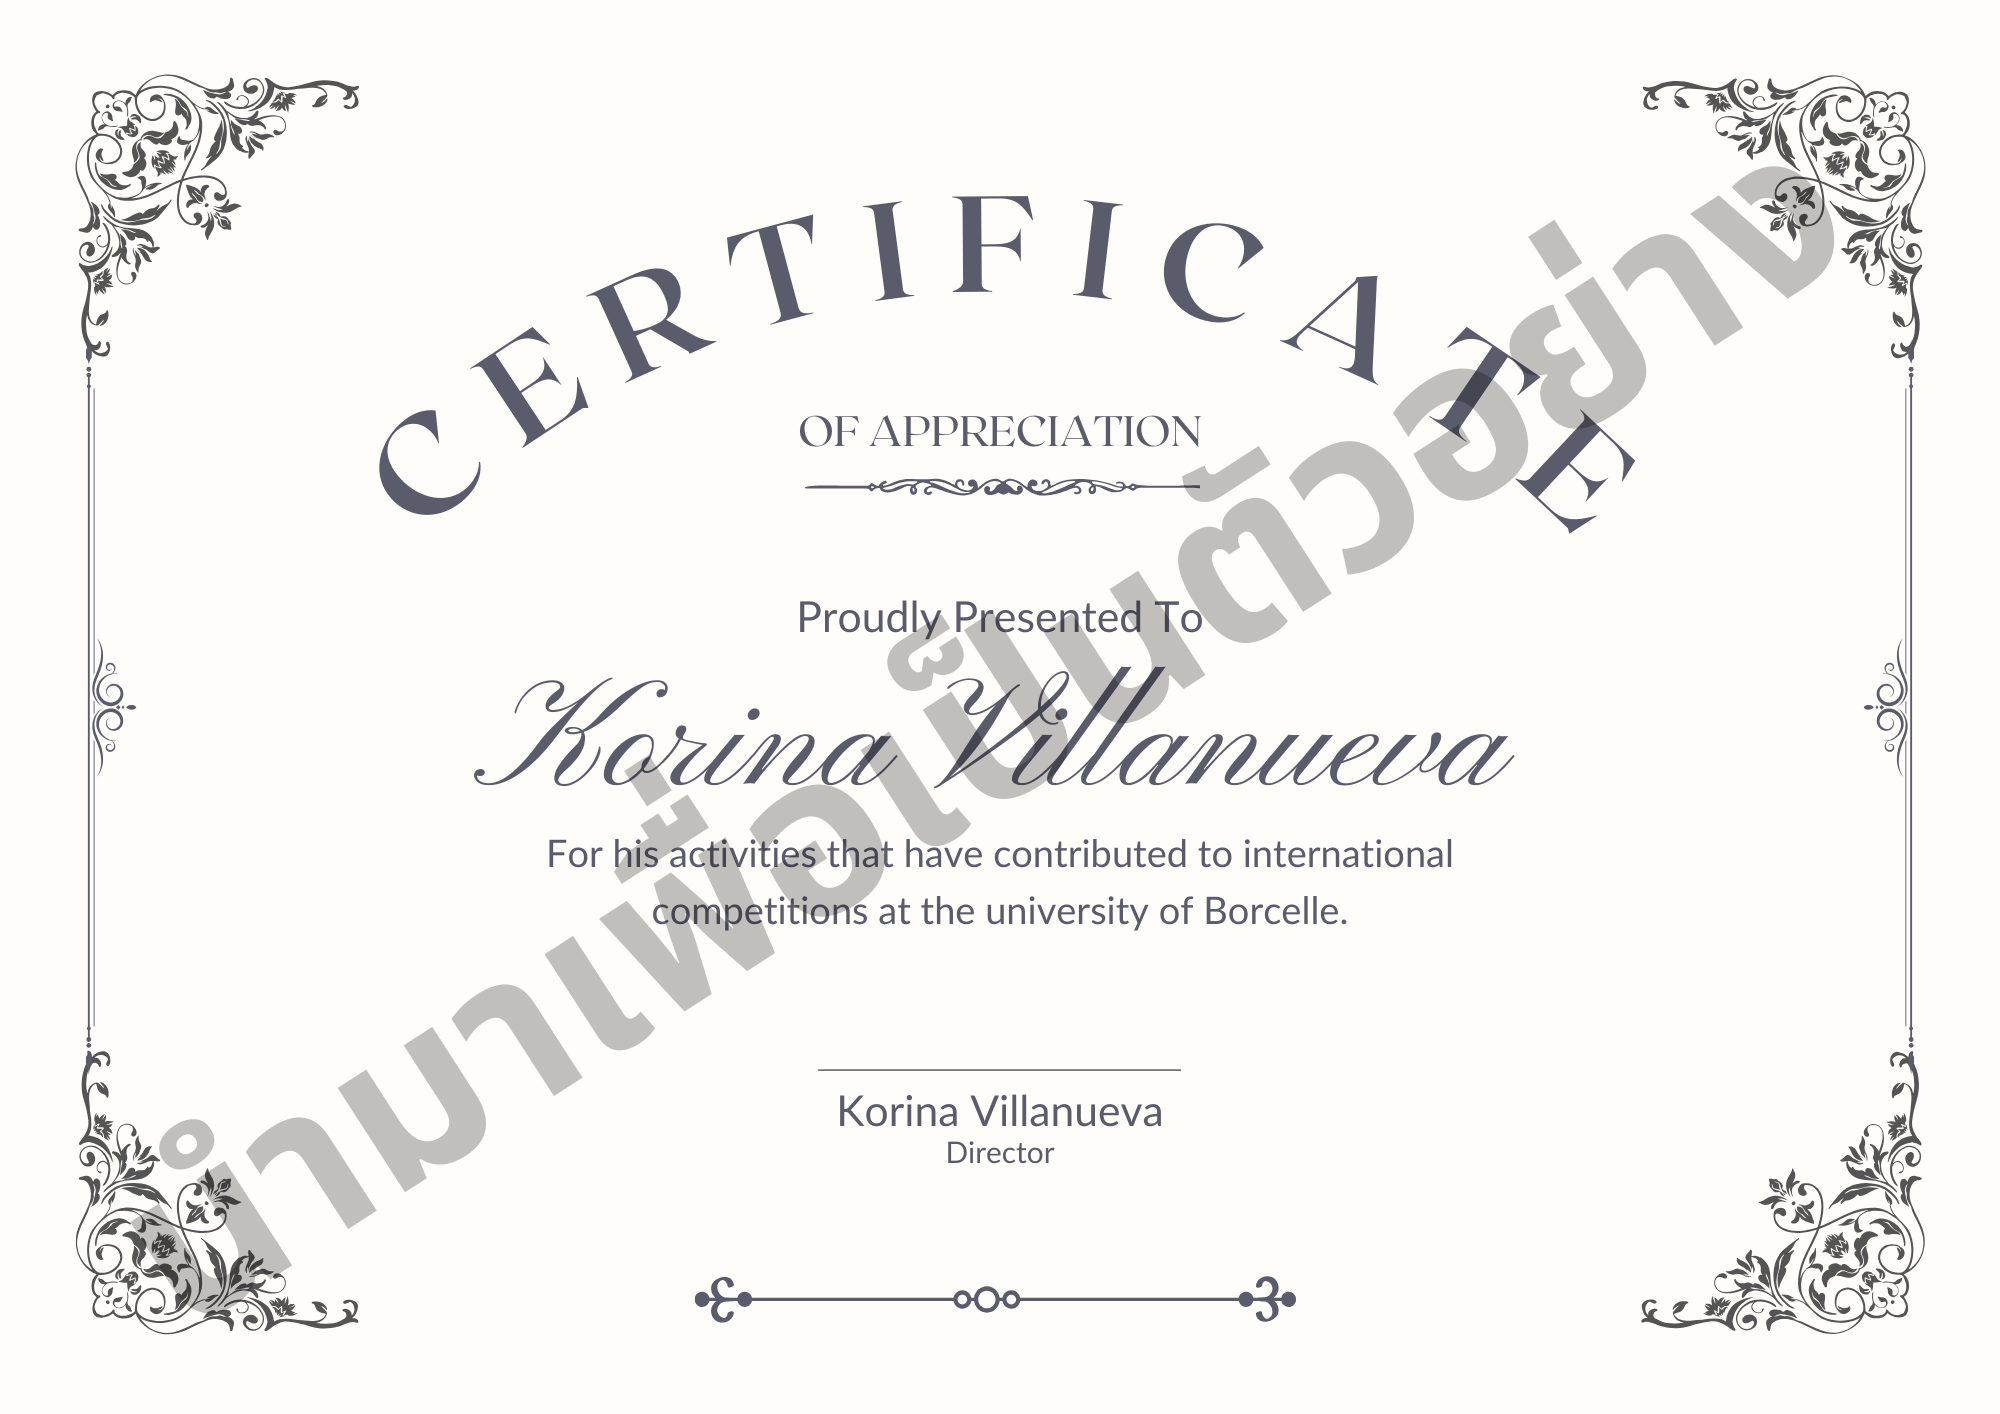 CERTIFICATE
OF APPRECIATION
Proudly Presented To
Korina Villanueva
For his activities that have contributed to international
competitions at the university of Borcelle.
Korina Villanueva
Director
นำมาเพื่อเป็นตัวอย่าง